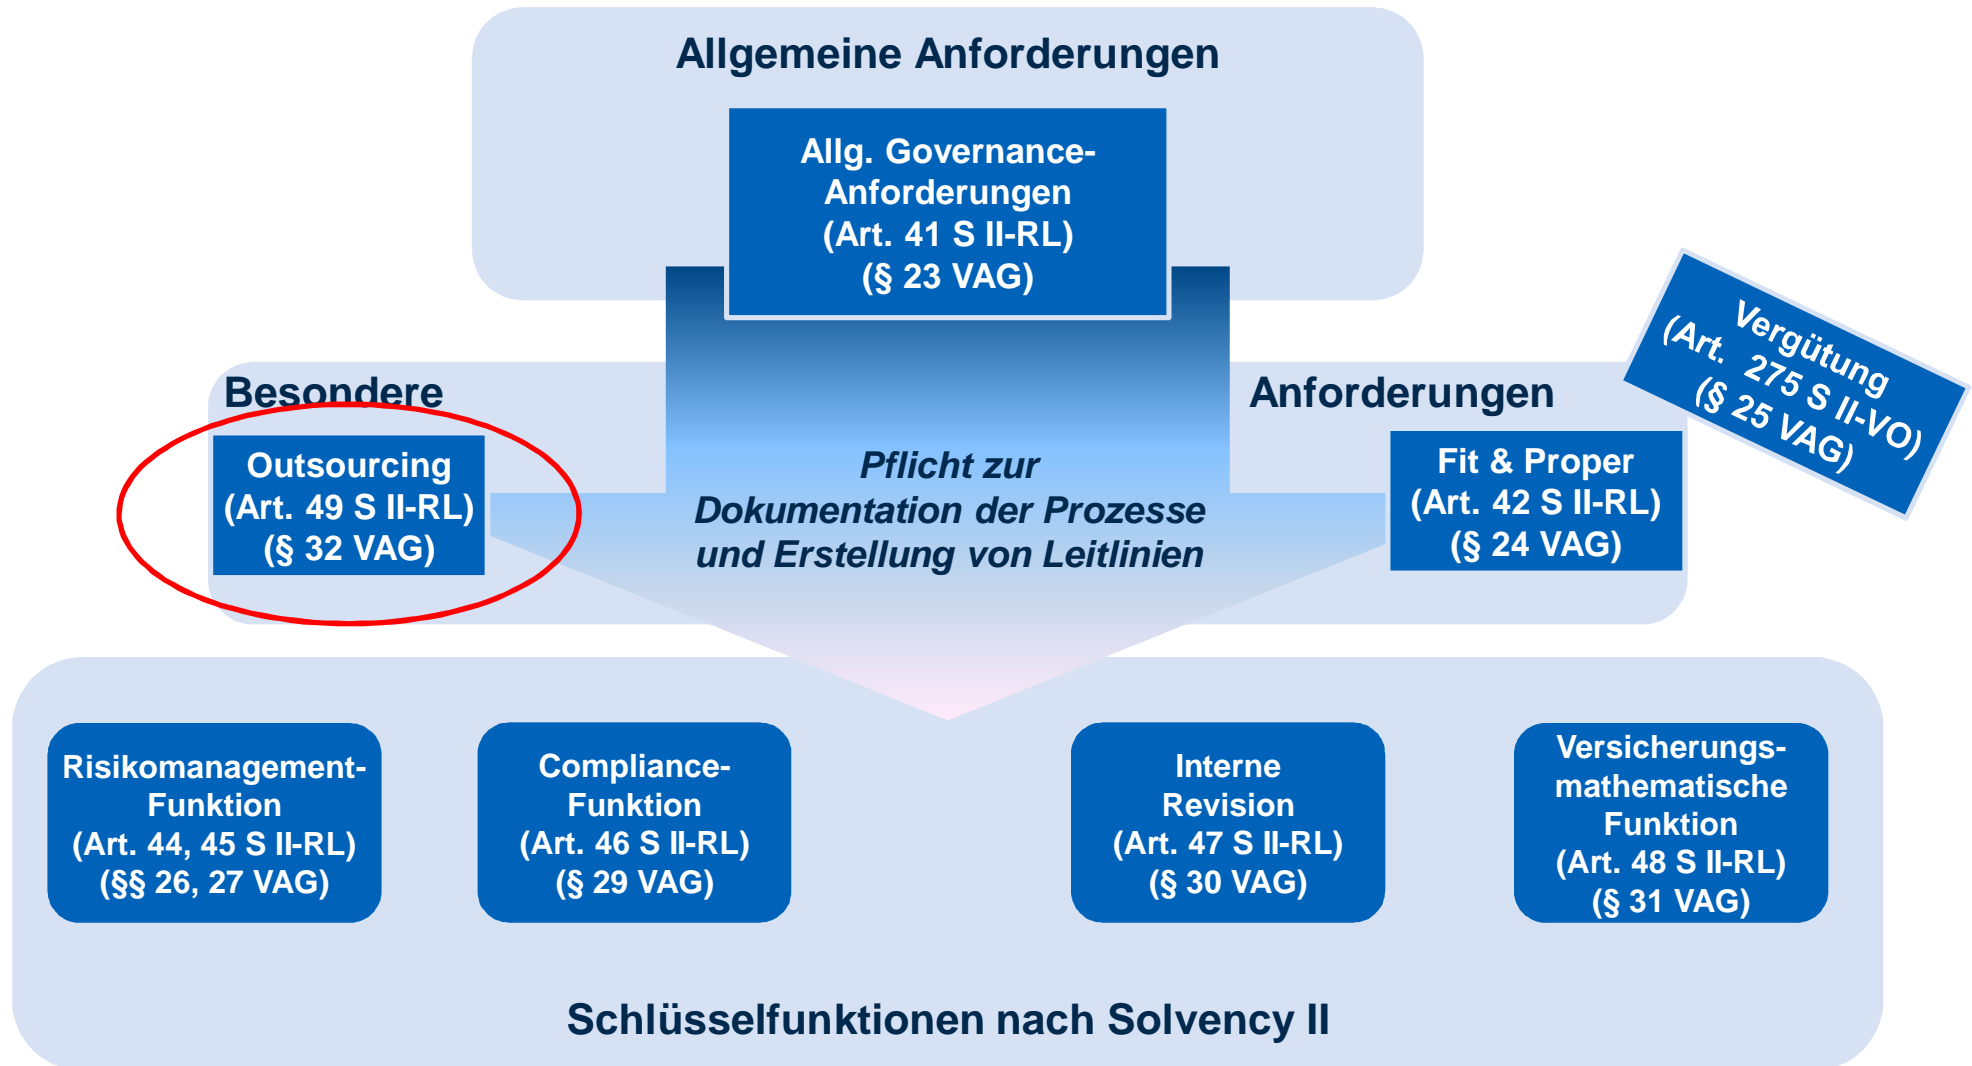 Allgemeine Anforderungen
Allg. Governance-
Anforderungen
(Art. 41 S II-RL)
(§ 23 VAG)
Vergütung
(Art. 275 S II-VO)
(§ 25 VAG)
Besondere
Anforderungen
Outsourcing
(Art. 49 S II-RL)
(§ 32 VAG)
Pflicht zur
Dokumentation der Prozesse
und Erstellung von Leitlinien
Fit & Proper
(Art. 42 S II-RL)
(§ 24 VAG)
Risikomanagement-
Funktion
(Art. 44, 45 S II-RL)
(§§ 26, 27 VAG)
Compliance-
Funktion
(Art. 46 S II-RL)
(§ 29 VAG)
Interne
Revision
(Art. 47 S II-RL)
(§ 30 VAG)
Versicherungs-
mathematische
Funktion
(Art. 48 S II-RL)
(§ 31 VAG)
Schlüsselfunktionen nach Solvency II